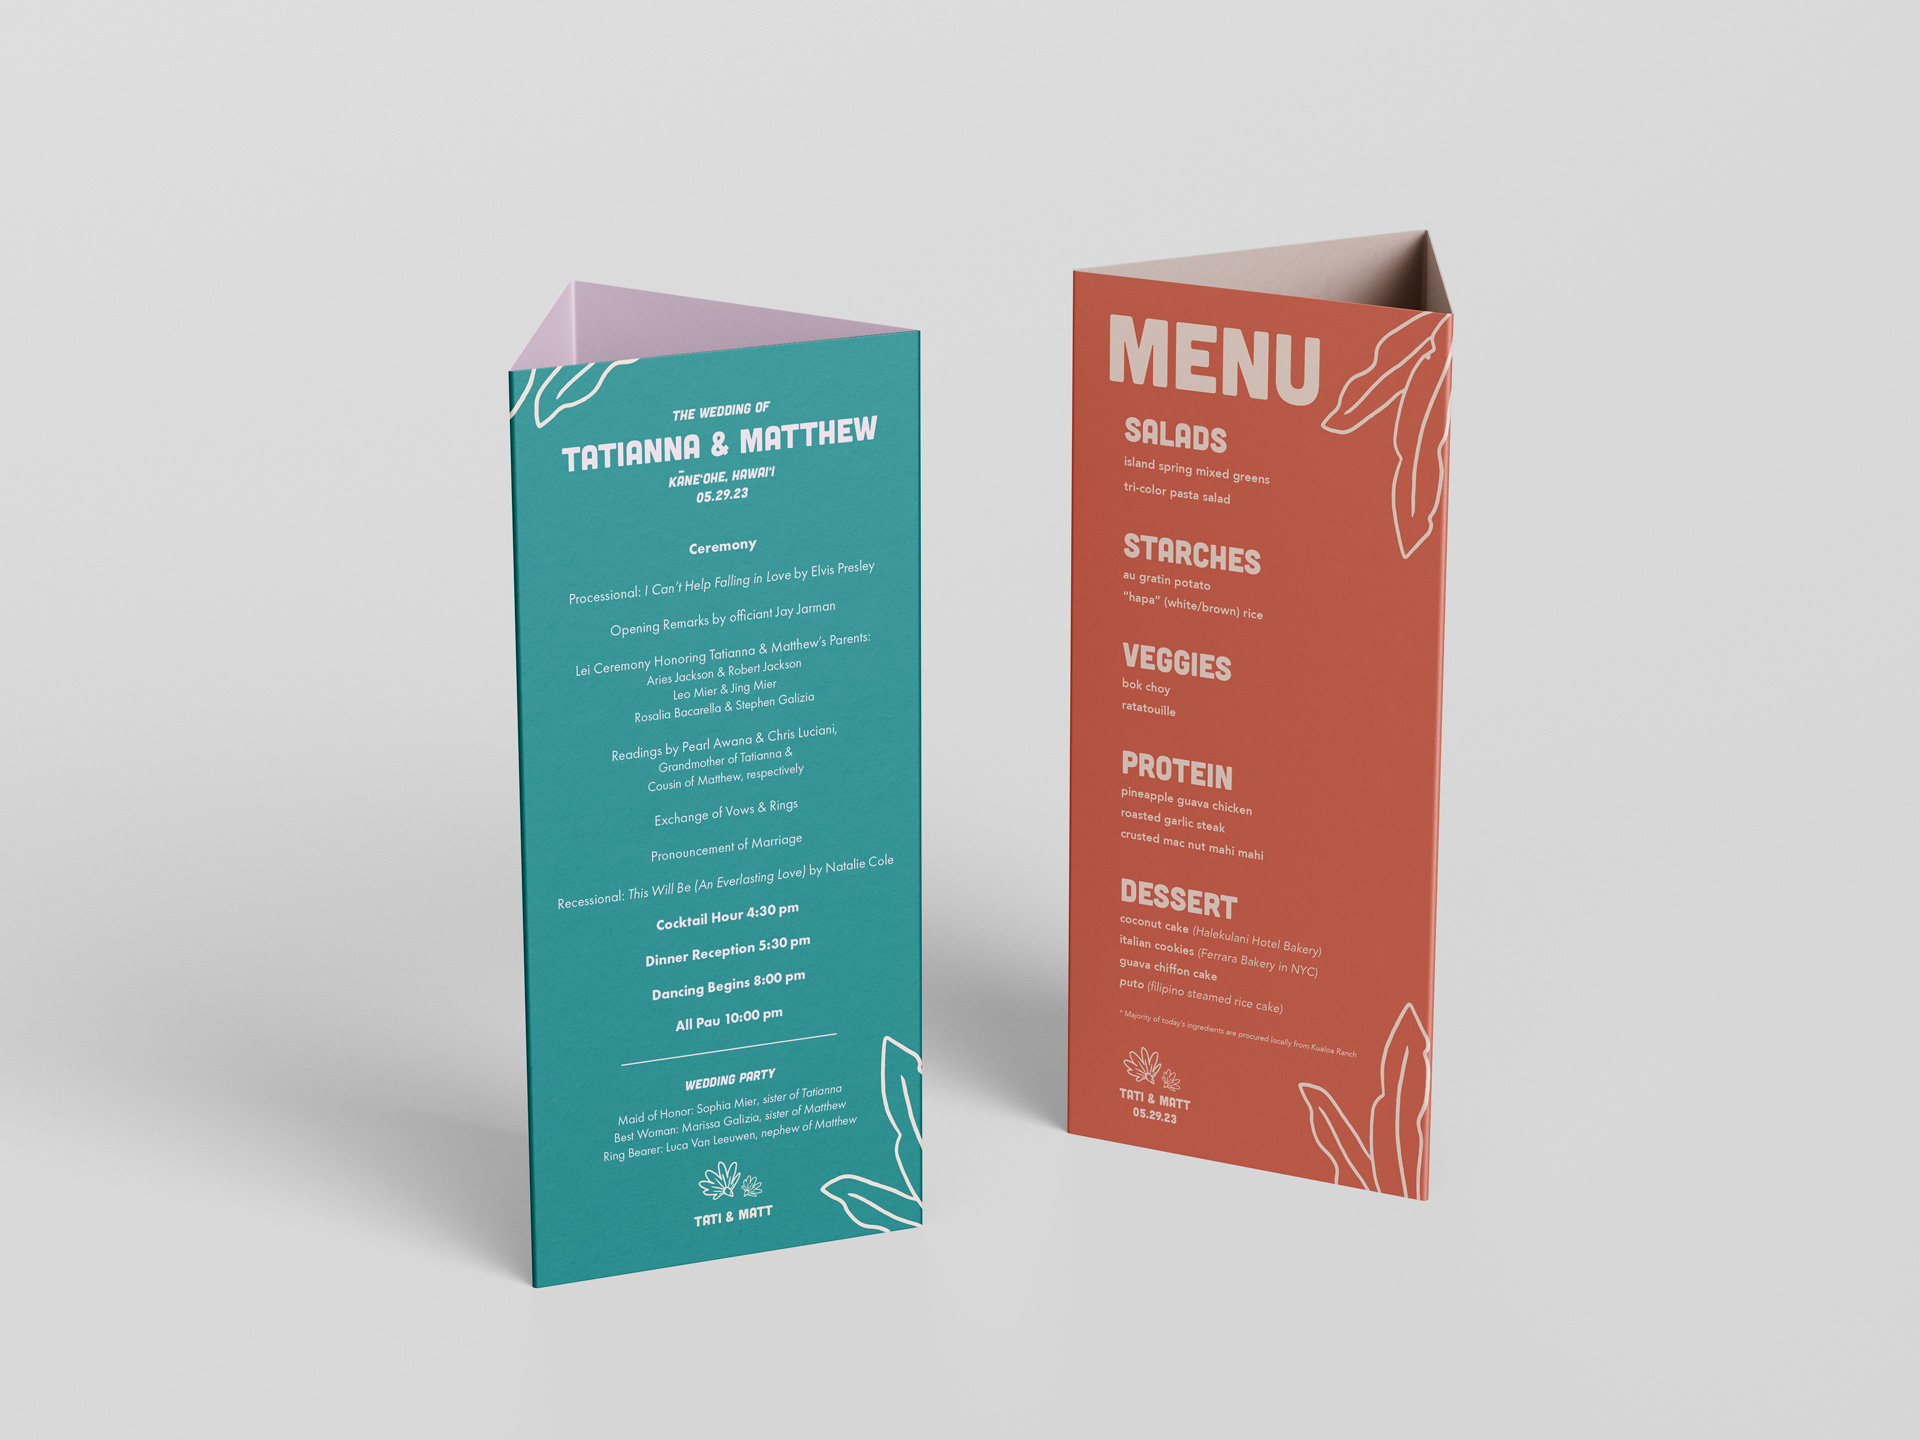 THE WEDDING OF
TATIANNA & MATTHEW
KĀNEʻOHE, HAWAIʻI
05.29.23
Ceremony
Processional: I Can't Help Falling in Love by Elvis Presley
Opening Remarks by officiant Jay Jarman
Lei Ceremony Honoring Tatianna & Matthew's Parents:
Aries Jackson & Robert Jackson
Leo Mier & Jing Mier
Rosalia Bacarella & Stephen Galizia
Readings by Pearl Awana & Chris Luciani,
Grandmother of Tatianna &
Cousin of Matthew, respectively
Exchange of Vows & Rings
Pronouncement of Marriage
Recessional: This Will Be (An Everlasting Love) by Natalie Cole
Cocktail Hour 4:30 pm
Dinner Reception 5:30 pm
Dancing Begins 8:00 pm
All Pau 10:00 pm
WEDDING PARTY
Maid of Honor: Sophia Mier, sister of Tatianna
Best Woman: Marissa Galizia, sister of Matthew
Ring Bearer: Luca Van Leeuwen, nephew of Matthew
TATI & MATT
MENU
SALADS
island spring mixed greens
tri-color pasta salad
STARCHES
au gratin potato
"hapa" (white/brown) rice
VEGGIES
bok choy
ratatouille
PROTEIN
pineapple guava chicken
roasted garlic steak
crusted mac nut mahi mahi
DESSERT
coconut cake (Halekulani Hotel Bakery)
italian cookies (Ferrara Bakery in NYC)
guava chiffon cake
puto (filipino steamed rice cake)
* Majority of today's ingredients are procured locally from Kualoa Ranch
TATI & MATT
05.29.23